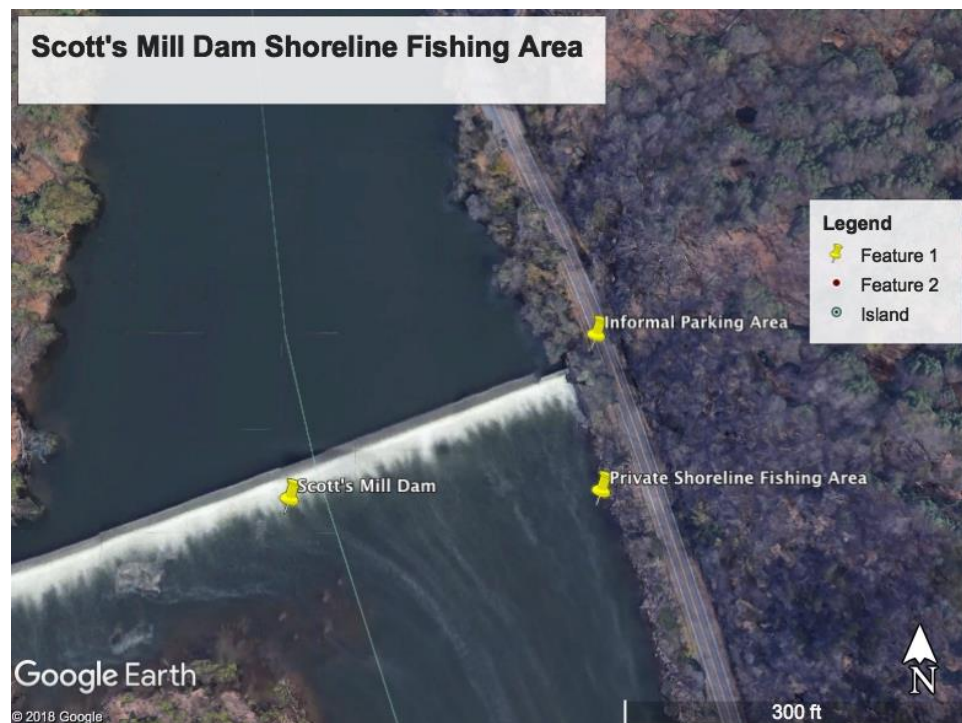 Scott's Mill Dam Shoreline Fishing Area
Legend
Feature 1
Feature 2
Island
Informal Parking Area
Private Shoreline Fishing Area
Scott's Mill Dam
Google Earth
N
© 2018 Google
300 ft